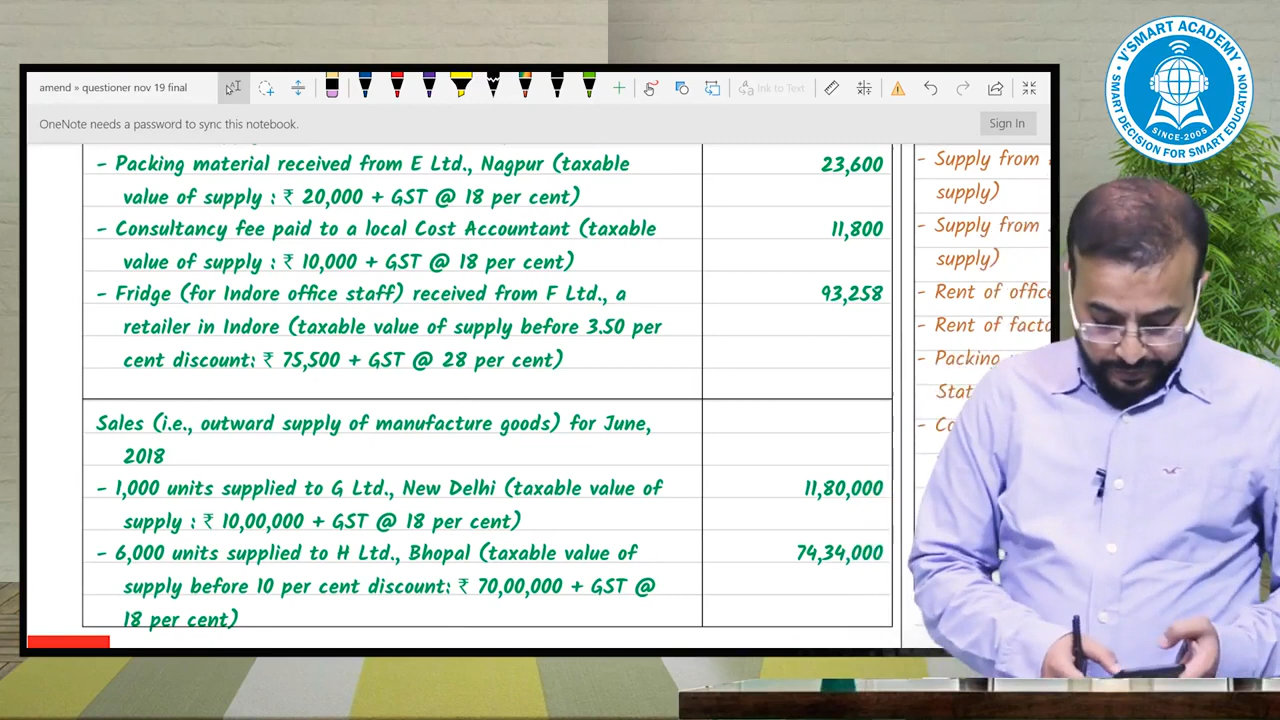 amend » questioner nov 19 final
Ink to Text
OneNote needs a password to sync this notebook.
Sign In
- Packing material received from E Ltd., Nagpur (taxable
value of supply : ₹ 20,000 + GST @ 18 per cent)
23,600
- Consultancy fee paid to a local Cost Accountant (taxable
value of supply : ₹ 10,000 + GST @ 18 per cent)
11,800
- Fridge (for Indore office staff) received from F Ltd., a
retailer in Indore (taxable value of supply before 3.50 per
cent discount: ₹ 75,500 + GST @ 28 per cent)
93,258
Sales (i.e., outward supply of manufacture goods) for June,
2018
- 1,000 units supplied to G Ltd., New Delhi (taxable value of
supply : ₹ 10,00,000 + GST @ 18 per cent)
11,80,000
- 6,000 units supplied to H Ltd., Bhopal (taxable value of
supply before 10 per cent discount: ₹ 70,00,000 + GST @
18 per cent)
74,34,000
- Supply from
supply)
- Supply from
supply)
- Rent of office
- Rent of facto
- Packing
V'SMART ACADEMY
SINCE-2005
SMART DECISION FOR SMART EDUCATION